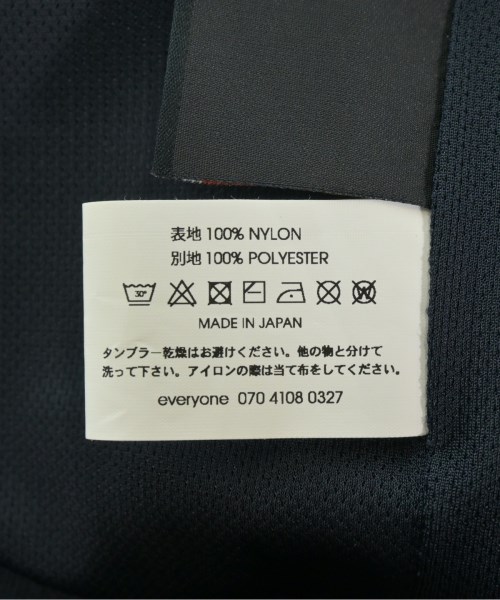 表地 100% NYLON
別地 100% POLYESTER
30°
W
MADE IN JAPAN
タンブラー乾燥はお避けください。他の物と分けて
洗って下さい。アイロンの際は当て布をしてください。
everyone 070 4108 0327